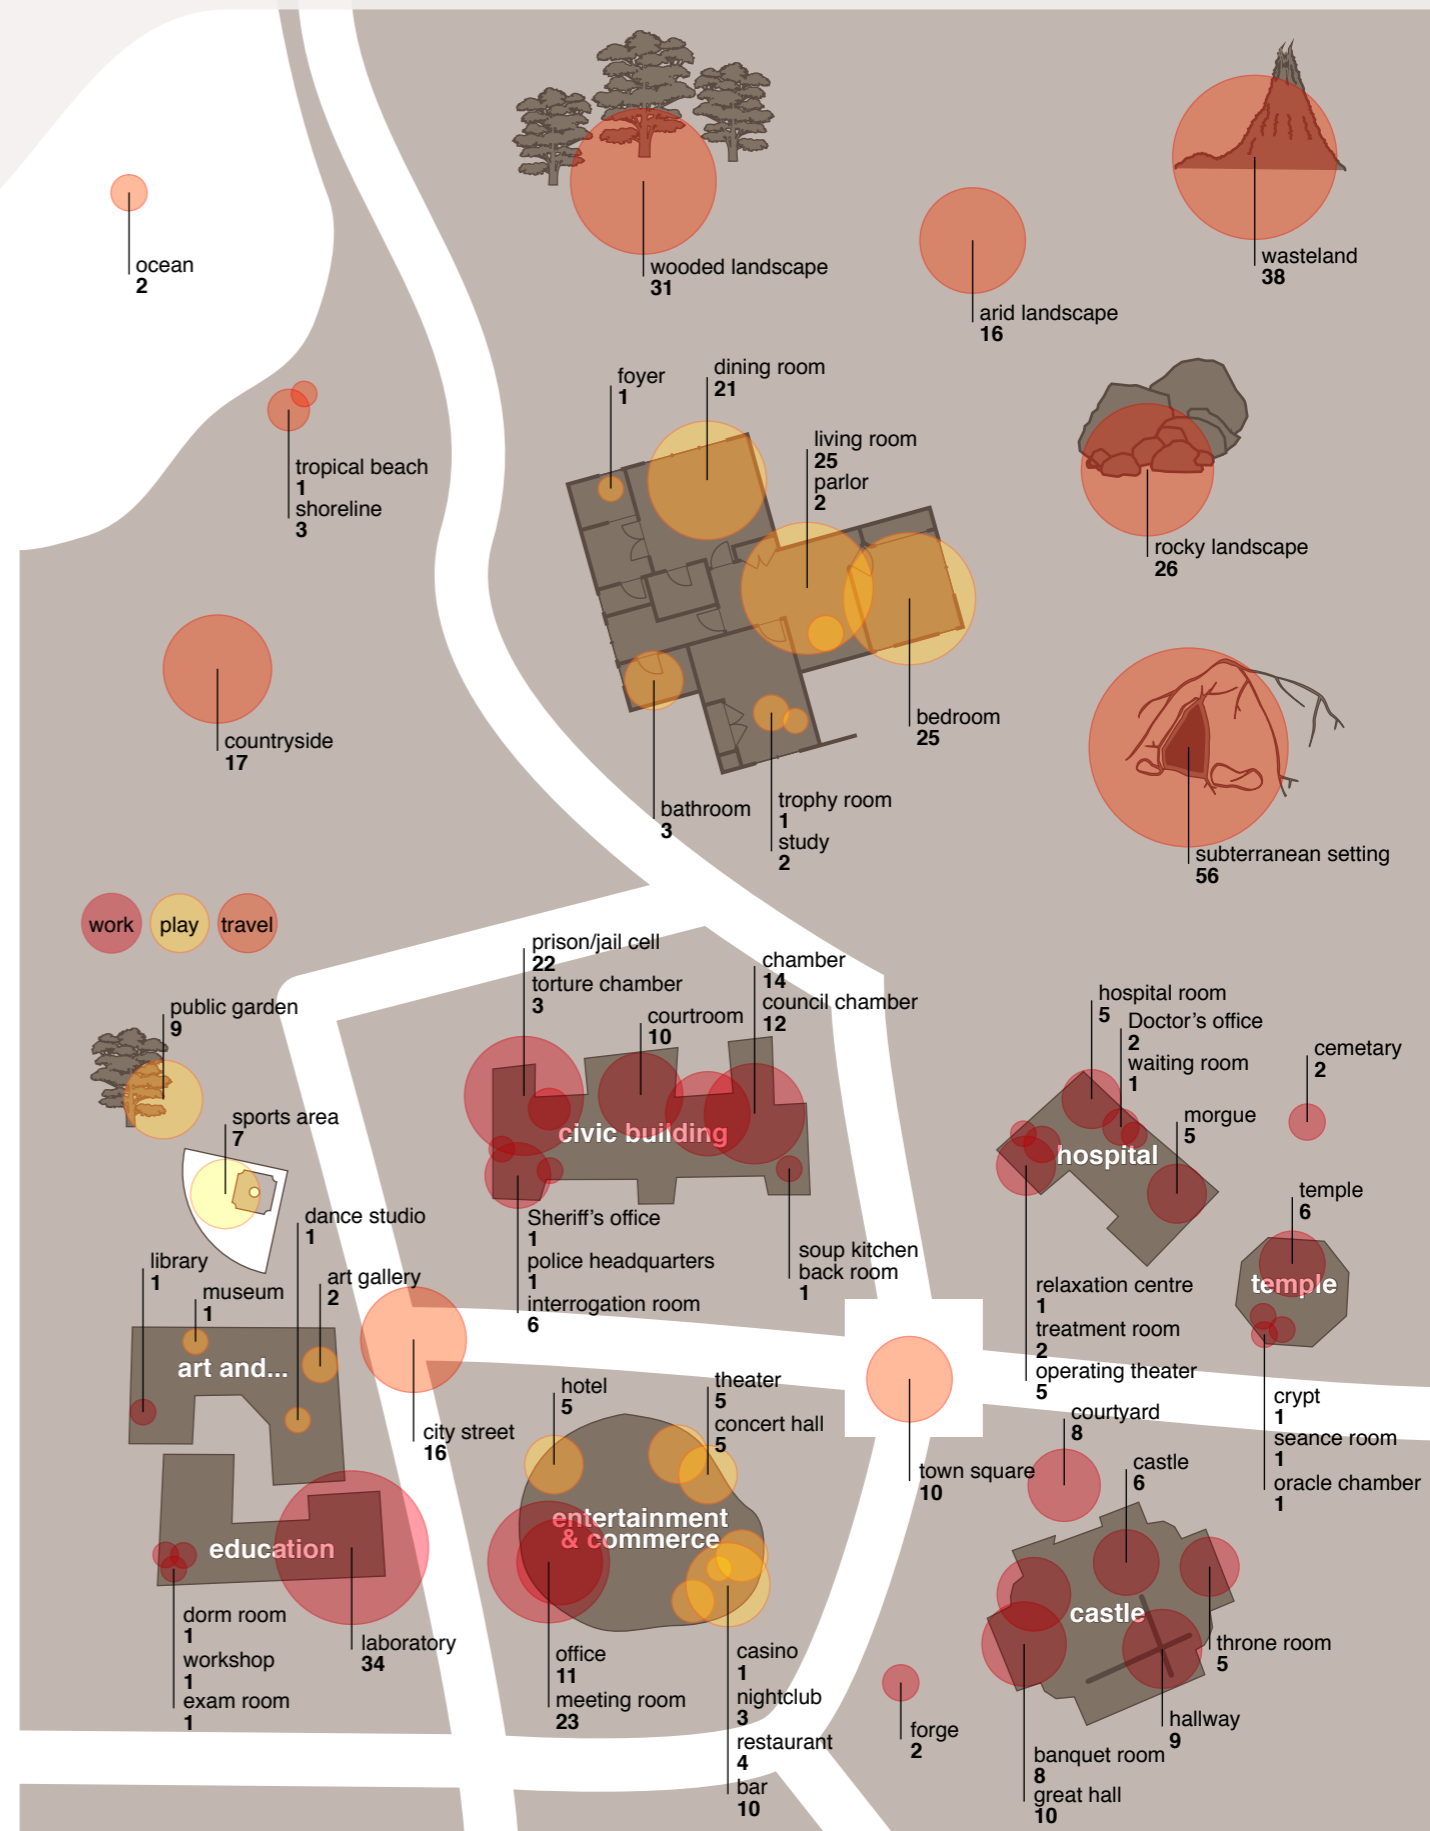 ocean
2
wooded landscape
31
arid landscape
16
wasteland
38
tropical beach
1
shoreline
3
foyer
1
dining room
21
living room
25
parlor
2
rocky landscape
26
countryside
17
bedroom
25
bathroom
3
trophy room
1
study
2
subterranean setting
56
work
play
travel
public garden
9
sports area
7
prison/jail cell
22
torture chamber
3
courtroom
10
chamber
14
council chamber
12
civic building
Sheriff's office
1
police headquarters
1
interrogation room
6
soup kitchen
back room
1
hospital room
5
Doctor's office
2
waiting room
1
morgue
5
hospital
cemetary
2
temple
6
temple
relaxation centre
1
treatment room
2
operating theater
5
crypt
1
seance room
1
oracle chamber
1
library
1
museum
1
dance studio
1
art gallery
2
art and...
city street
16
education
dorm room
1
workshop
1
exam room
1
laboratory
34
hotel
5
theater
5
concert hall
5
entertainment
& commerce
office
11
meeting room
23
casino
1
nightclub
3
restaurant
4
bar
10
town square
10
courtyard
8
castle
6
castle
throne room
5
hallway
9
banquet room
8
great hall
10
forge
2